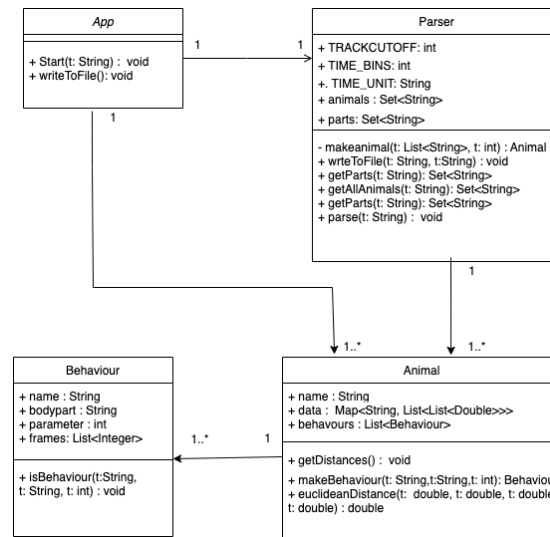 App
+ Start(t: String) : void
+ writeToFile(): void
1
1
1
Parser
+ TRACKCUTOFF: int
+ TIME_BINS: int
+. TIME_UNIT: String
+ animals : Set<String>
+ parts: Set<String>
- makeanimal(t: List<String>, t: int) : Animal
+ wrteToFile(t: String, t:String) : void
+ getParts(t: String): Set<String>
+ getAllAnimals(t: String): Set<String>
+ getParts(t: String): Set<String>
+ parse(t: String) : void
1
1..*
1..*
Behaviour
+ name : String
+ bodypart : String
+ parameter : int
+ frames: List<Integer>
+ isBehaviour(t:String,
t: String, t: int) : void
1..*
1
Animal
+ name : String
+ data : Map<String, List<List<Double>>>
+ behavours : List<Behaviour>
+ getDistances() : void
+ makeBehaviour(t: String,t:String,t: int): Behaviou
+ euclideanDistance(t: double, t: double, t: double
t: double) : double